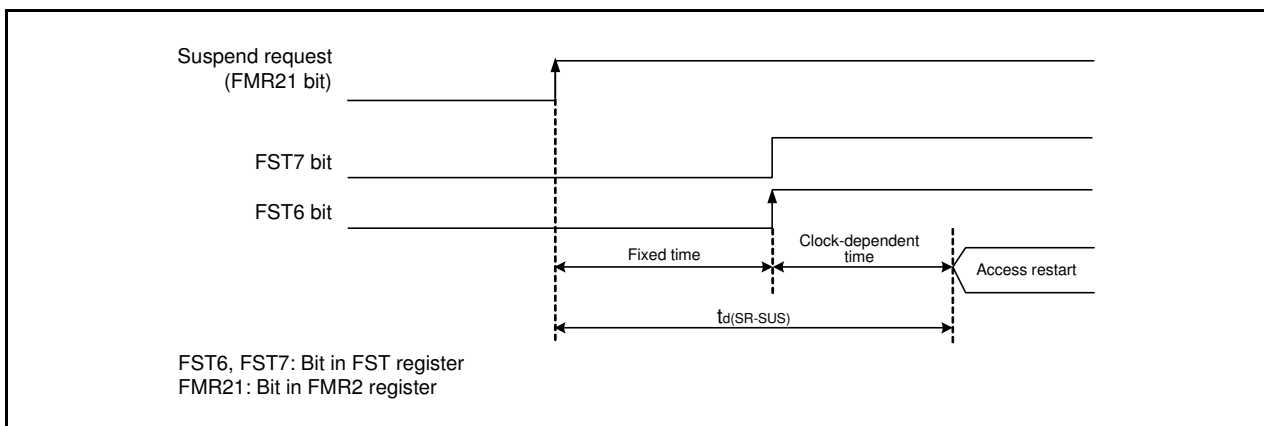 Suspend request
(FMR21 bit)
FST7 bit
FST6 bit
Fixed time
Clock-dependent
time
Access restart
td(SR-SUS)
FST6, FST7: Bit in FST register
FMR21: Bit in FMR2 register